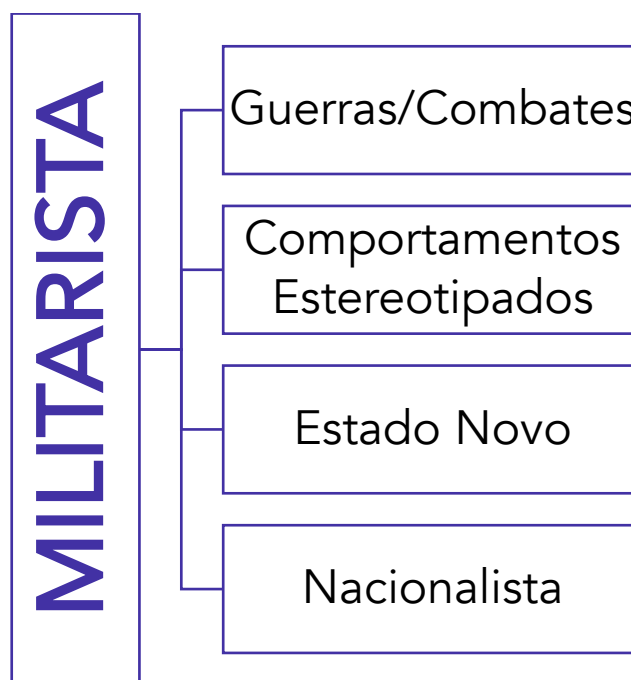 MILITARISTA
Guerras/Combates
Comportamentos
Estereotipados
Estado Novo
Nacionalista